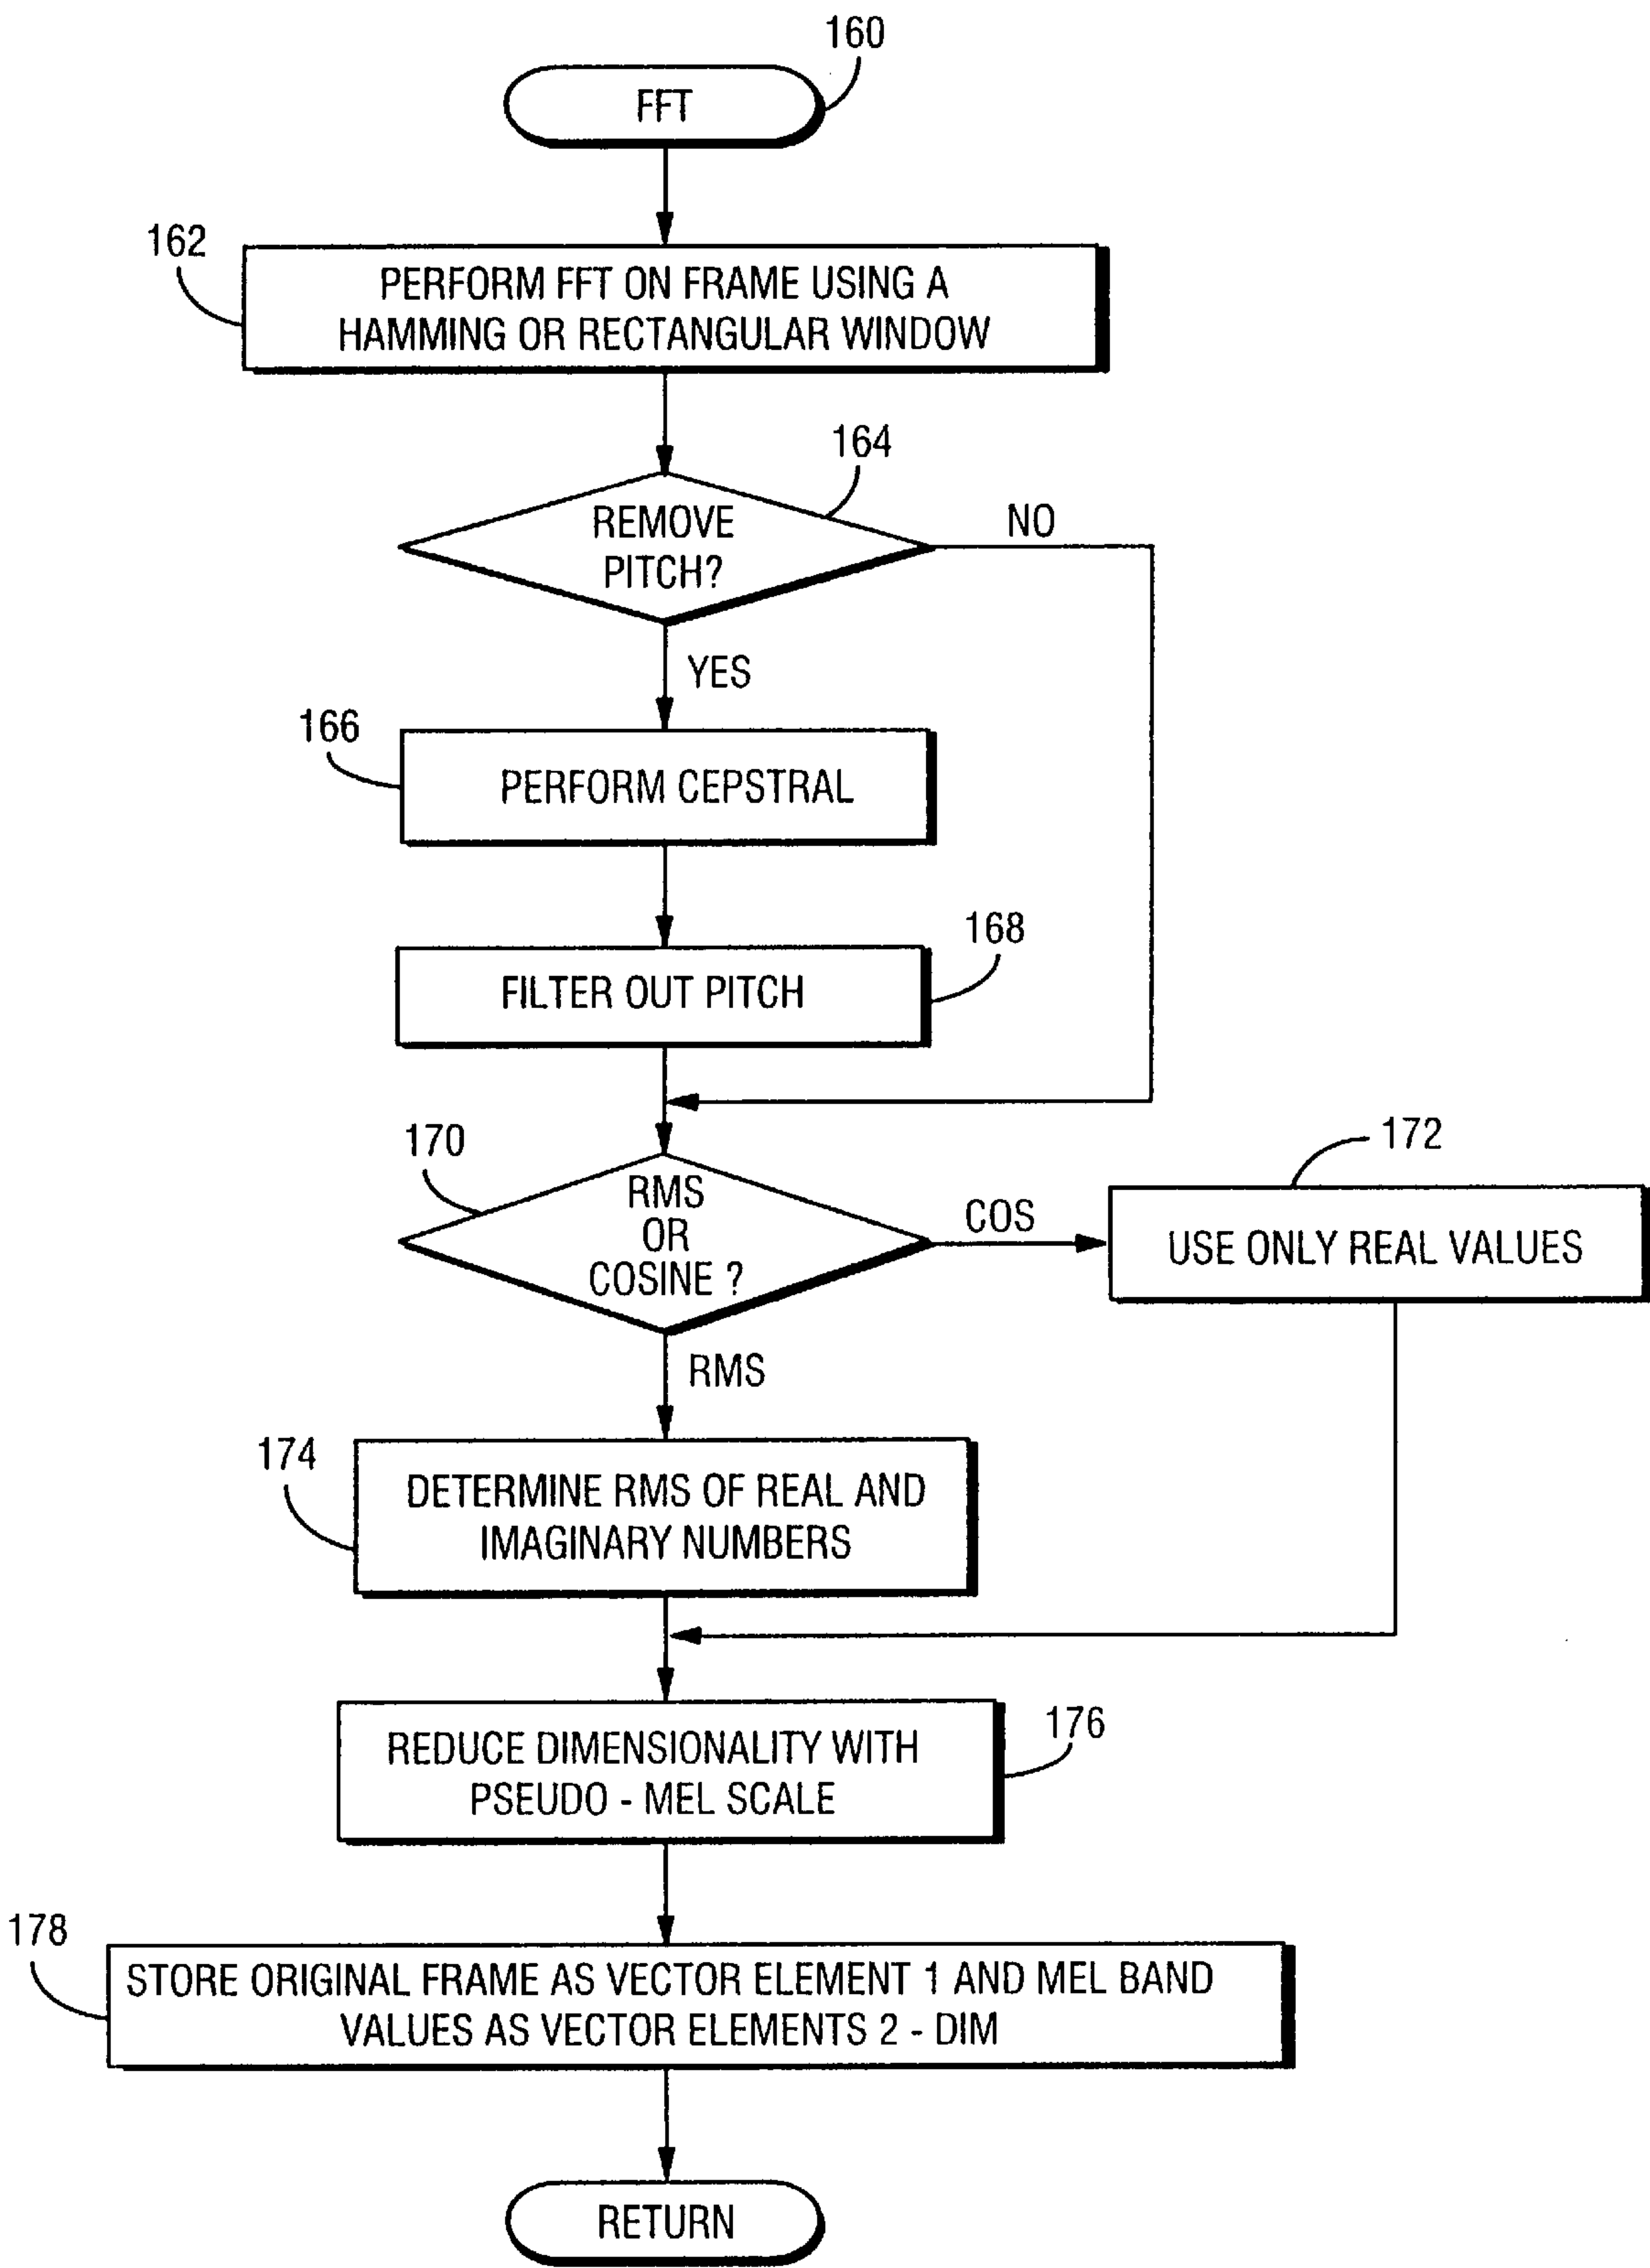 160
FFT
162
PERFORM FFT ON FRAME USING A
HAMMING OR RECTANGULAR WINDOW
164
REMOVE
PITCH?
NO
YES
166
PERFORM CEPSTRAL
168
FILTER OUT PITCH
170
RMS
OR
COSINE ?
COS
172
USE ONLY REAL VALUES
RMS
174
DETERMINE RMS OF REAL AND
IMAGINARY NUMBERS
176
REDUCE DIMENSIONALITY WITH
PSEUDO - MEL SCALE
178
STORE ORIGINAL FRAME AS VECTOR ELEMENT 1 AND MEL BAND
VALUES AS VECTOR ELEMENTS 2 - DIM
RETURN